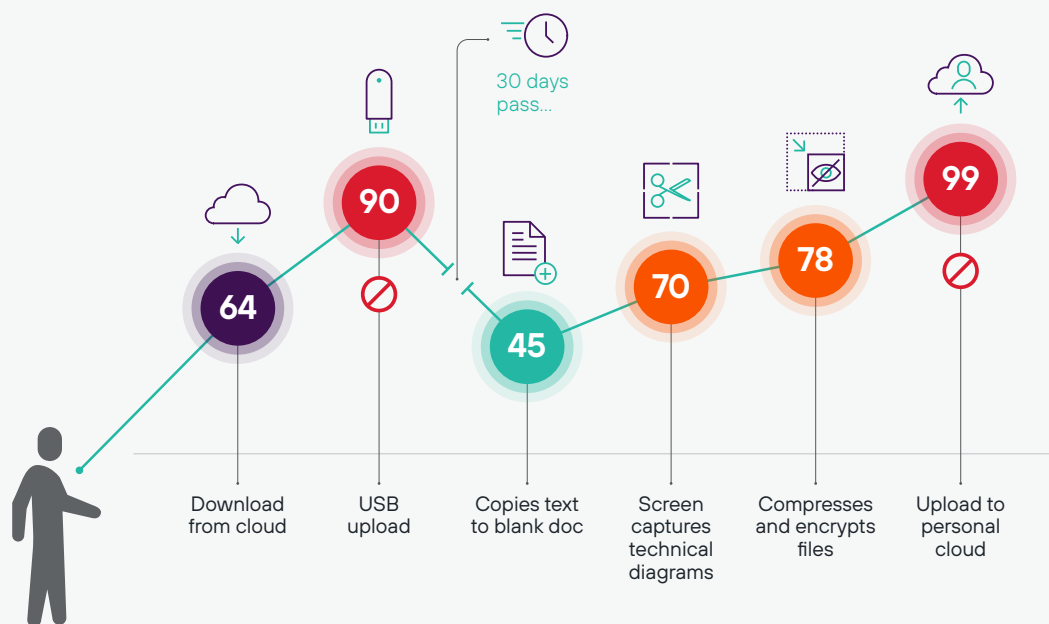 30 days
pass...
64
90
45
70
78
99
Download
from cloud
USB
upload
Copies text
to blank doc
Screen
captures
technical
diagrams
Compresses
and encrypts
files
Upload to
personal
cloud